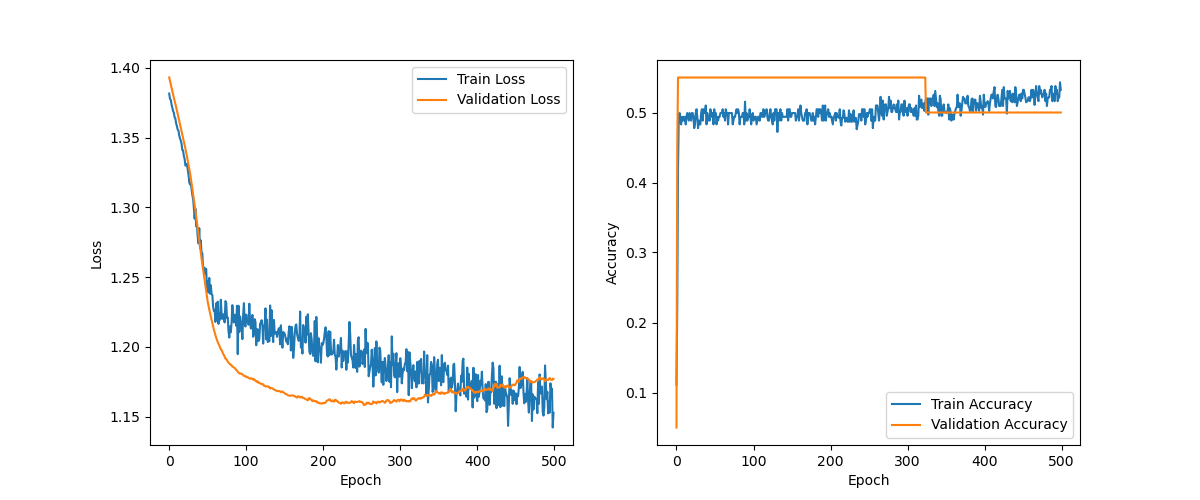 1.40
1.35
1.30
1.25
1.20
1.15
Loss
0 100 200 300 400 500
Epoch
Train Loss
Validation Loss
0.5
0.4
0.3
0.2
0.1
Accuracy
0 100 200 300 400 500
Epoch
Train Accuracy
Validation Accuracy